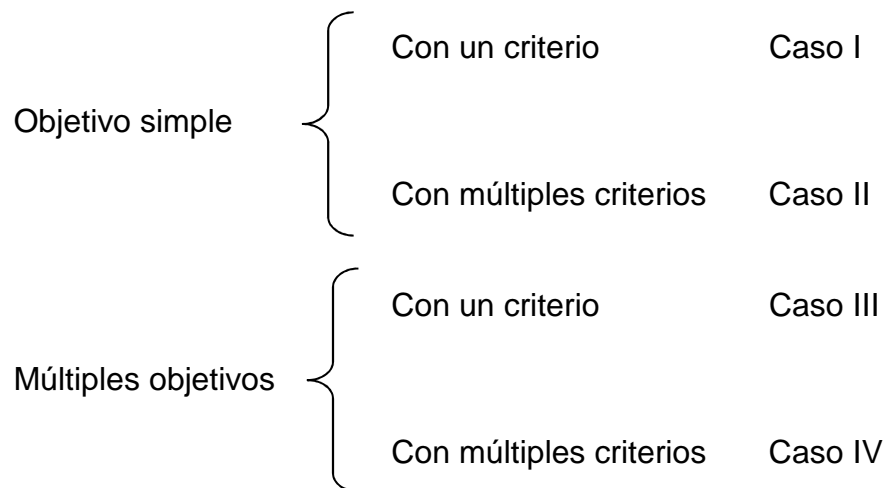 Con un criterio Caso I
Objetivo simple
Con múltiples criterios Caso II
Con un criterio Caso III
Múltiples objetivos
Con múltiples criterios Caso IV